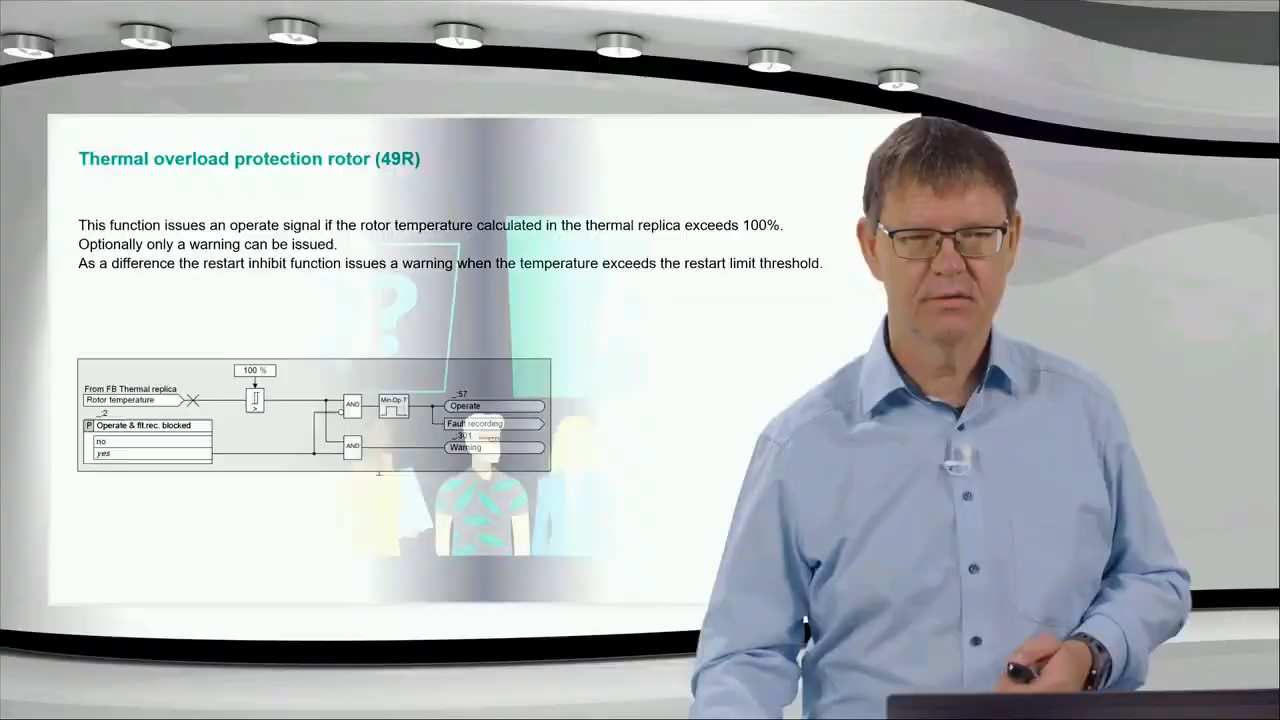 Thermal overload protection rotor (49R)
This function issues an operate signal if the rotor temperature calculated in the thermal replica exceeds 100%.
Optionally only a warning can be issued.
As a difference the restart inhibit function issues a warning when the temperature exceeds the restart limit threshold.
100 %
From FB Thermal replica
Rotor temperature
>
_:2
P Operate & flt.rec. blocked
no
yes
AND
AND
Min.Op.T
_:57
Operate
Fault recording
_:301
Warning
?